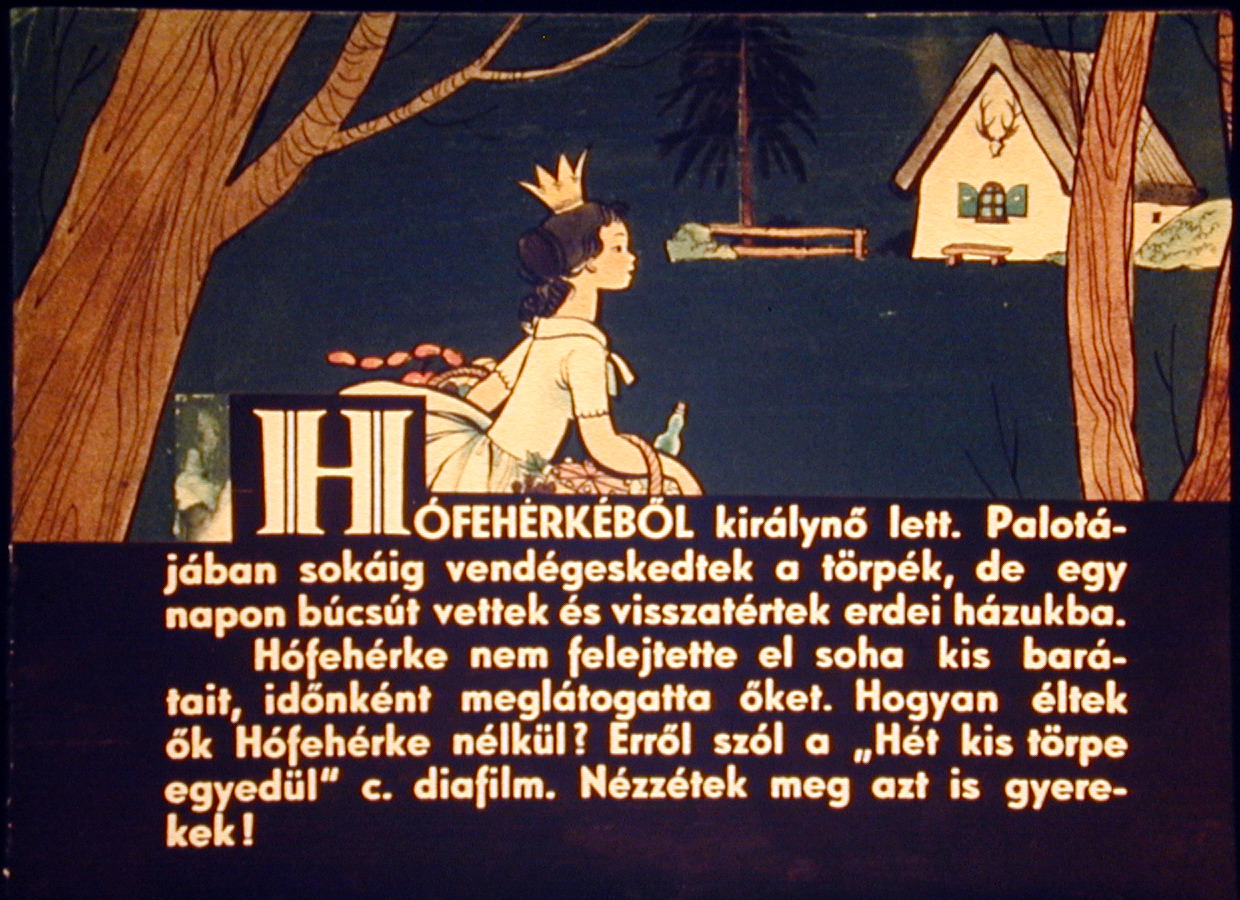 HÓFEHÉRKÉBŐL királynő lett. Palotá-
jában sokáig vendégeskedtek a törpék, de egy
napon búcsút vettek és visszatértek erdei házukba.
Hófehérke nem felejtette el soha kis bará-
tait, időnként meglátogatta őket. Hogyan éltek
ők Hófehérke nélkül? Erről szól a „Hét kis törpe
egyedül” c. diafilm. Nézzétek meg azt is gyere-
kek!